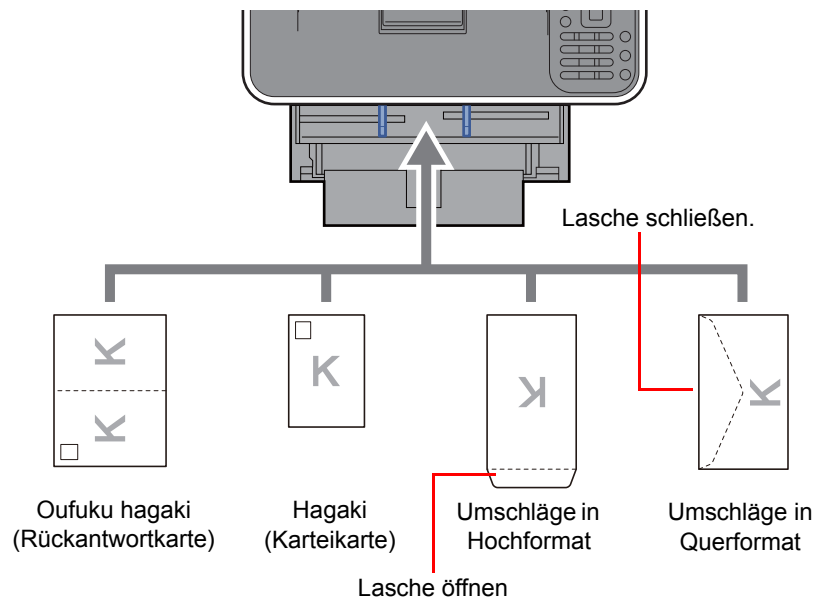 Lasche schließen.
K
K
K
K
K
Oufuku hagaki
(Rückantwortkarte)
Hagaki
(Karteikarte)
Umschläge in
Hochformat
Umschläge in
Querformat
Lasche öffnen